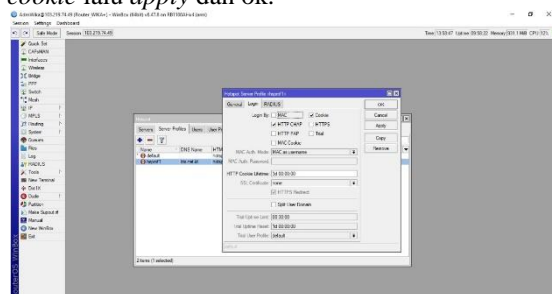 cookie lalu apply dan ok.
Session Settings Dashboard
Safe Mode
Quick Set
CAPsMAN
Interfaces
Wireless
Bridge
PPP
Switch
Mesh
IP
MPLS
Routing
System
Queues
Files
Log
RADIUS
Tools
New Terminal
Dot1X
Dude
Partition
Make Supout.rif
Manual
New WinBox
Exit
Servers Server Profiles Users
Name DNS Name
default
Hotspot Server Profile
General Login RADIUS
Login By: MAC Cookie
HTTP CHAP HTTPS
HTTP PAP Trial
MAC Cookie
MAC Auth. Mode: MAC as username
MAC Auth. Password:
HTTP Cookie Lifetime: 3d 00:00:00
SSL Certificate: none
HTTPS Redirect
Split User Domain
Trial Uptime Limit: 00:30:00
Trial Uptime Reset: 1d 00:00:00
Trial User Profile: default
OK
Cancel
Apply
Copy
Remove
default
2 items (1 selected)